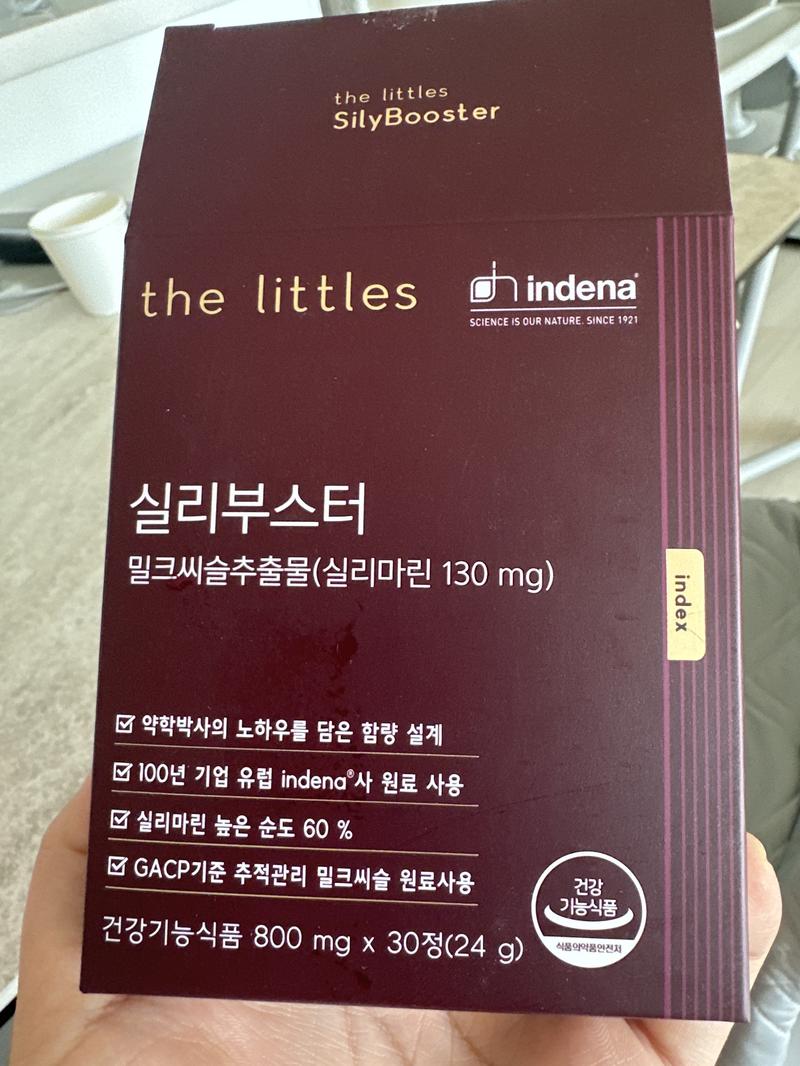 the littles
SilyBooster
the littles
indena®
SCIENCE IS OUR NATURE. SINCE 1921
실리부스터
밀크씨슬추출물(실리마린 130 mg)
index
약학박사의 노하우를 담은 함량 설계
100년 기업 유럽 indena®사 원료 사용
실리마린 높은 순도 60 %
GACP기준 추적관리 밀크씨슬 원료사용
건강기능식품 800 mg x 30정(24 g)
건강
기능식품
식품의약품안전처